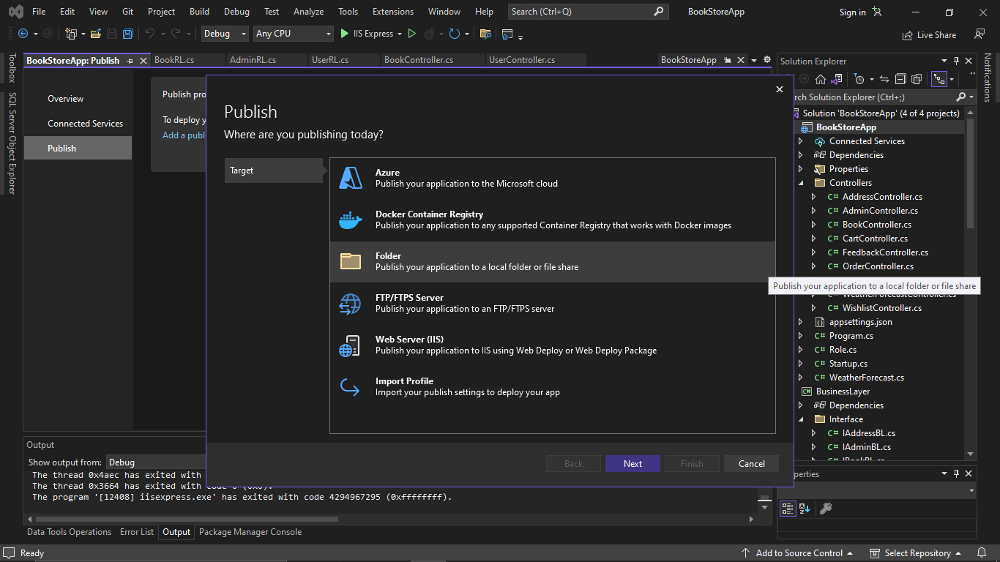 File Edit View Git Project Build Debug Test Analyze Tools Extensions Window Help Search (Ctrl+Q) BookStoreApp Sign in
Debug Any CPU IIS Express Live Share
Toolbox
SQL Server Object Explorer
Notifications
BookStoreApp: Publish BookRL.cs AdminRL.cs UserRL.cs BookController.cs UserController.cs BookStoreApp
Overview
Connected Services
Publish
Publish pro
To deploy y
Add a publ
Publish
Where are you publishing today?
Target
Azure
Publish your application to the Microsoft cloud
Docker Container Registry
Publish your application to any supported Container Registry that works with Docker images
Folder
Publish your application to a local folder or file share
FTP/FTPS Server
Publish your application to an FTP/FTPS server
Web Server (IIS)
Publish your application to IIS using Web Deploy or Web Deploy Package
Import Profile
Import your publish settings to deploy your app
Back Next Finish Cancel
Solution Explorer
rch Solution Explorer (Ctrl+;)
Solution 'BookStoreApp' (4 of 4 projects)
BookStoreApp
Connected Services
Dependencies
Properties
Controllers
C# AddressController.cs
C# AdminController.cs
C# BookController.cs
C# CartController.cs
C# FeedbackController.cs
C# OrderController.cs
Publish your application to a local folder or file share
C# WeatherForecastController.cs
C# WishlistController.cs
appsettings.json
C# Program.cs
C# Role.cs
C# Startup.cs
C# WeatherForecast.cs
C# BusinessLayer
Dependencies
Interface
C# IAddressBL.cs
C# IAdminBL.cs
C# IBookBL.cs
operties
Output
Show output from: Debug
The thread 0x4aec has exited with
The thread 0x3664 has exited with code 0 (0x0).
The program '[12408] iisexpress.exe' has exited with code 4294967295 (0xffffffff).
Data Tools Operations Error List Output Package Manager Console
Ready Add to Source Control Select Repository